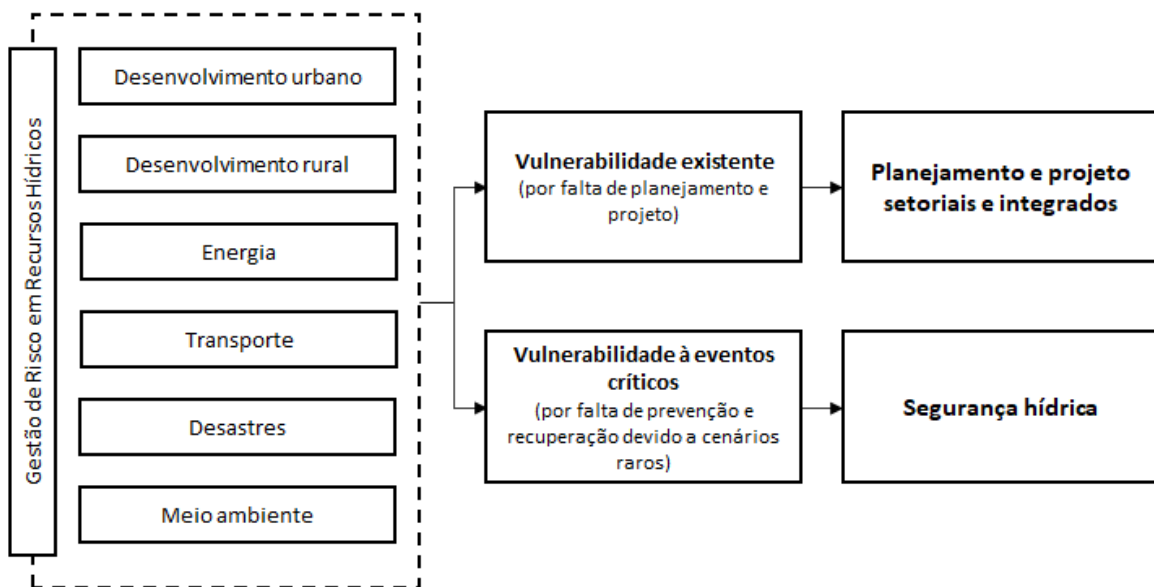 Gestão de Risco em Recursos Hídricos
Desenvolvimento urbano
Desenvolvimento rural
Energia
Transporte
Desastres
Meio ambiente
Vulnerabilidade existente
(por falta de planejamento e
projeto)
Vulnerabilidade à eventos
críticos
(por falta de prevenção e
recuperação devido a cenários
raros)
Planejamento e projeto
setoriais e integrados
Segurança hídrica